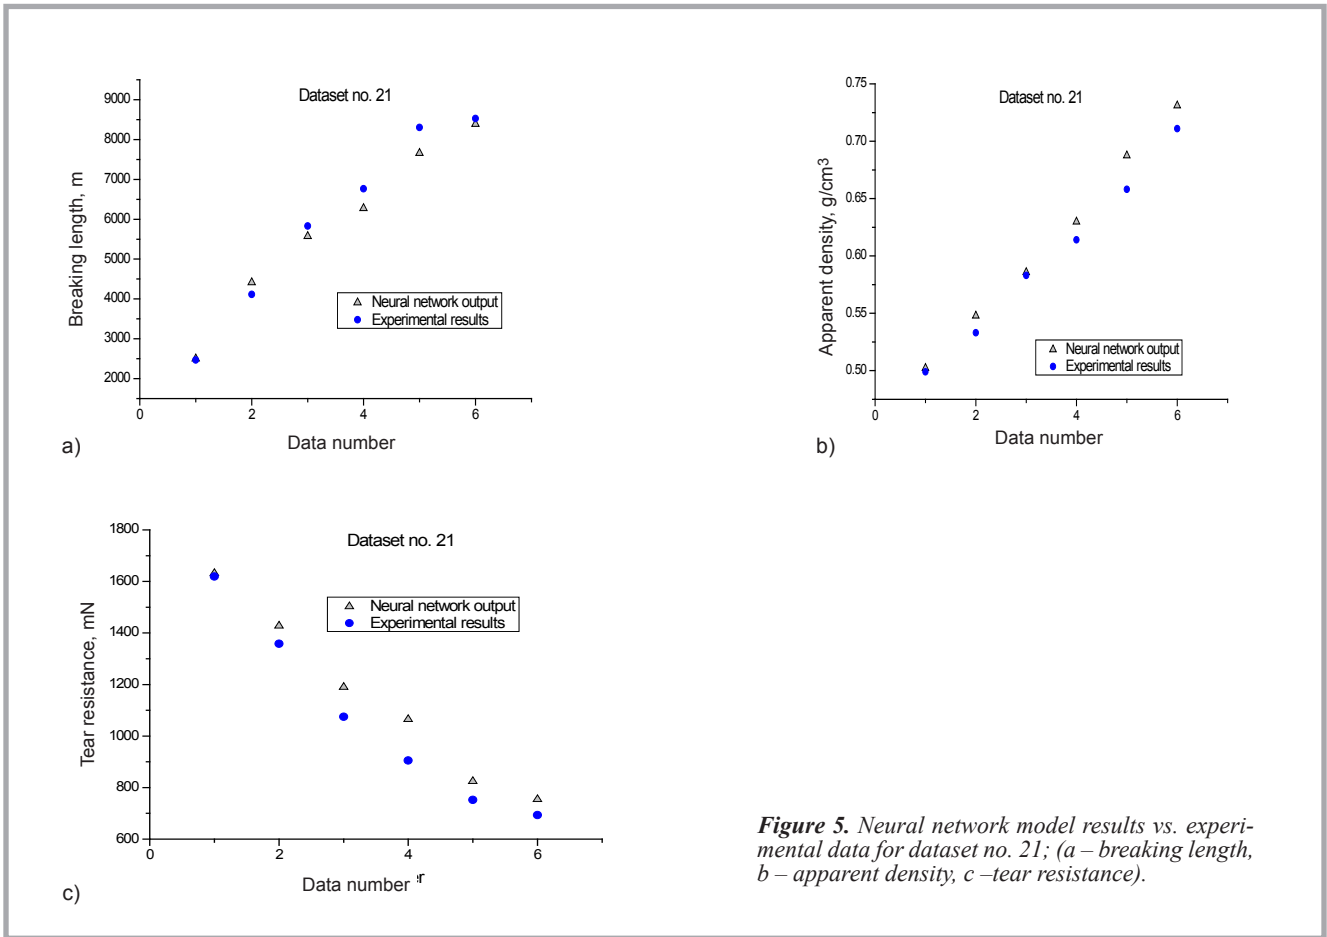 Dataset no. 21
9000
8000
7000
6000
5000
4000
3000
2000
Breaking length, m
Neural network output
Experimental results
0
2
4
6
Data number
a)
Dataset no. 21
0.75
0.70
0.65
0.60
0.55
0.50
Apparent density, g/cm³
Neural network output
Experimental results
0
2
4
6
Data number
b)
Dataset no. 21
1800
1600
1400
1200
1000
800
600
Tear resistance, mN
Neural network output
Experimental results
0
2
4
6
Data number
c)
Figure 5. Neural network model results vs. experi-
mental data for dataset no. 21; (a – breaking length,
b – apparent density, c –tear resistance).